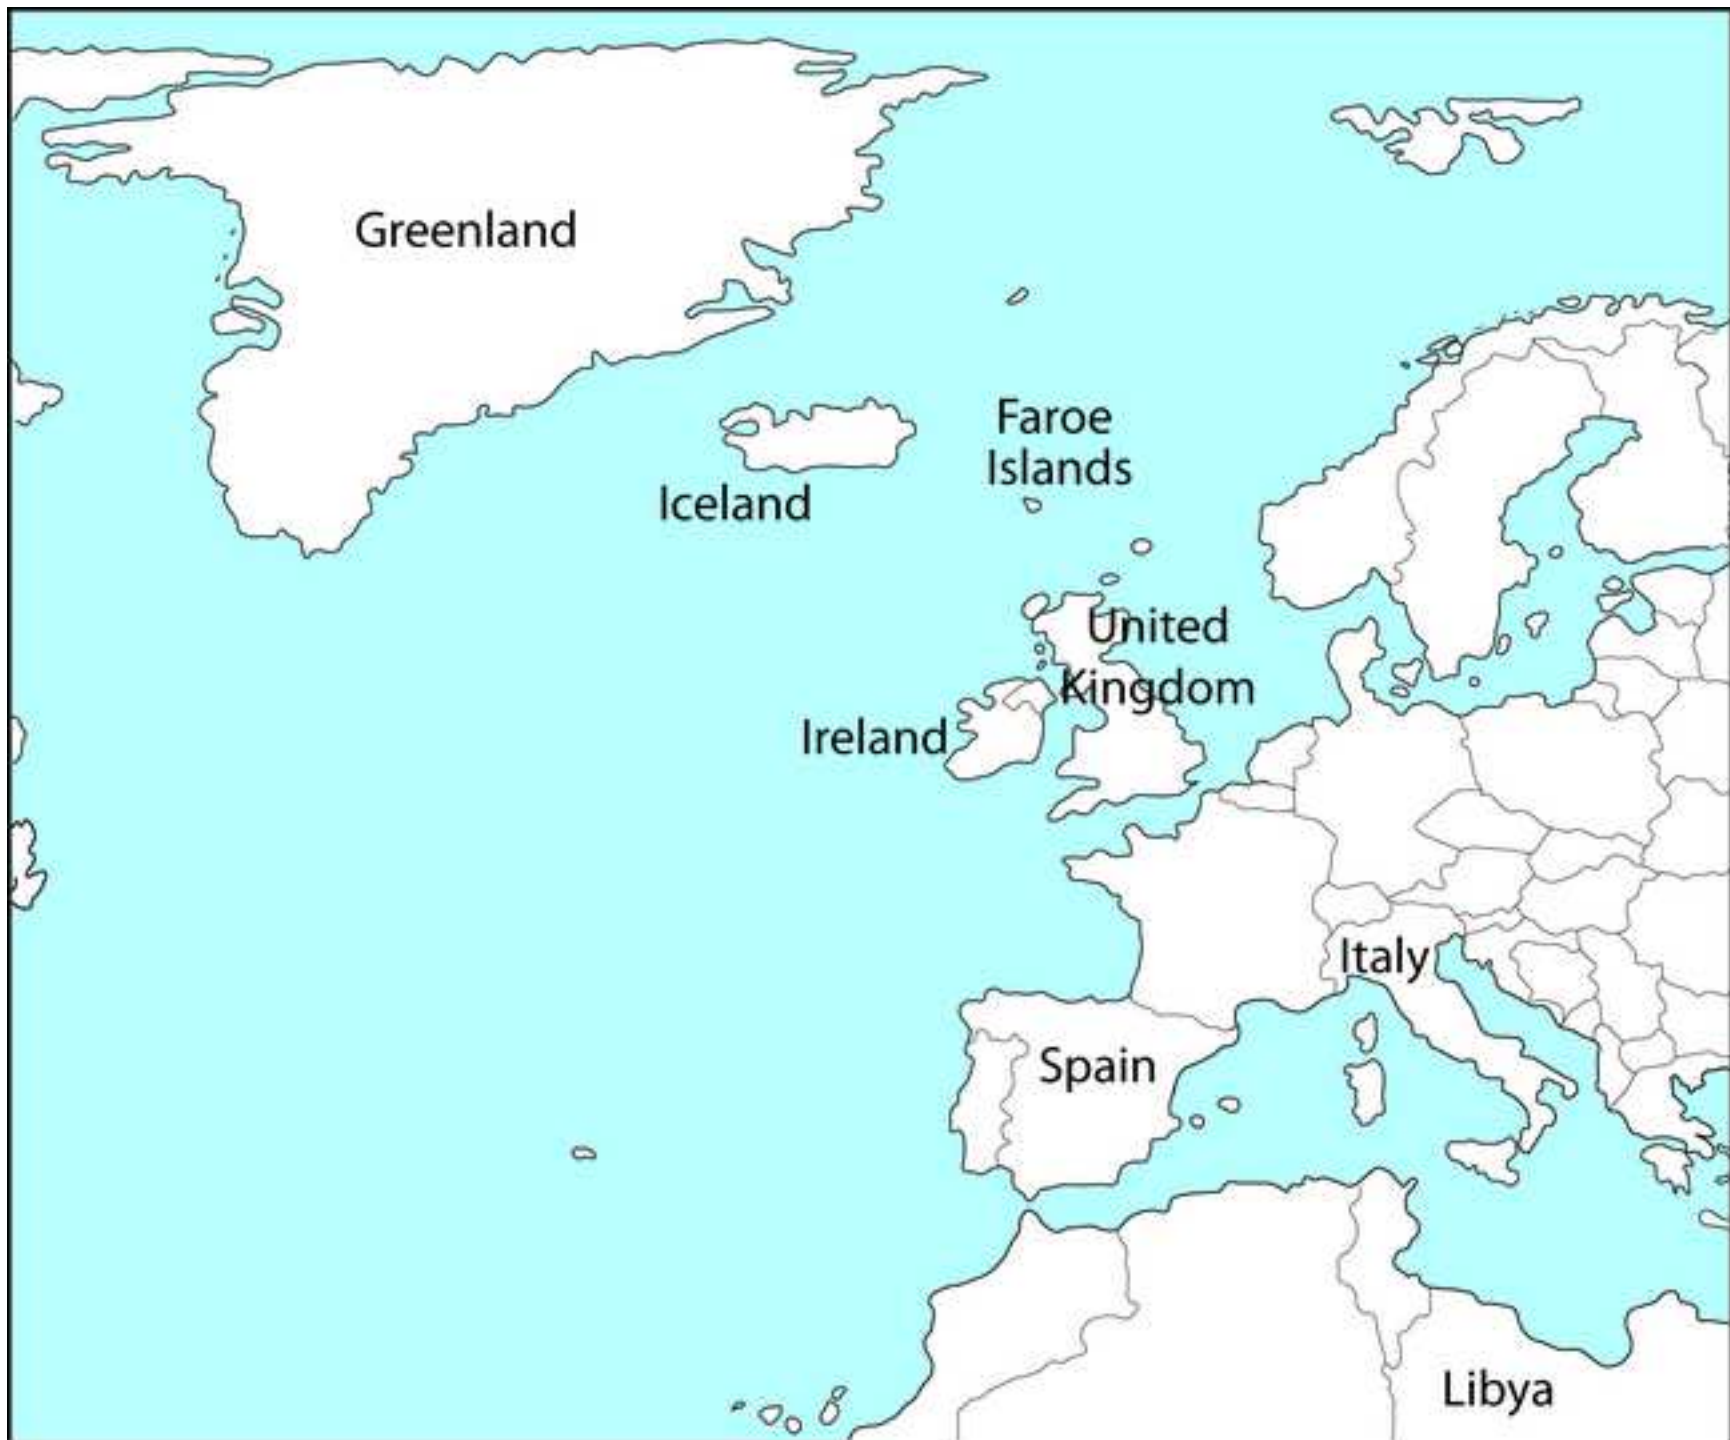 Greenland
Faroe
Islands
Iceland
United
Kingdom
Ireland
Italy
Spain
Libya